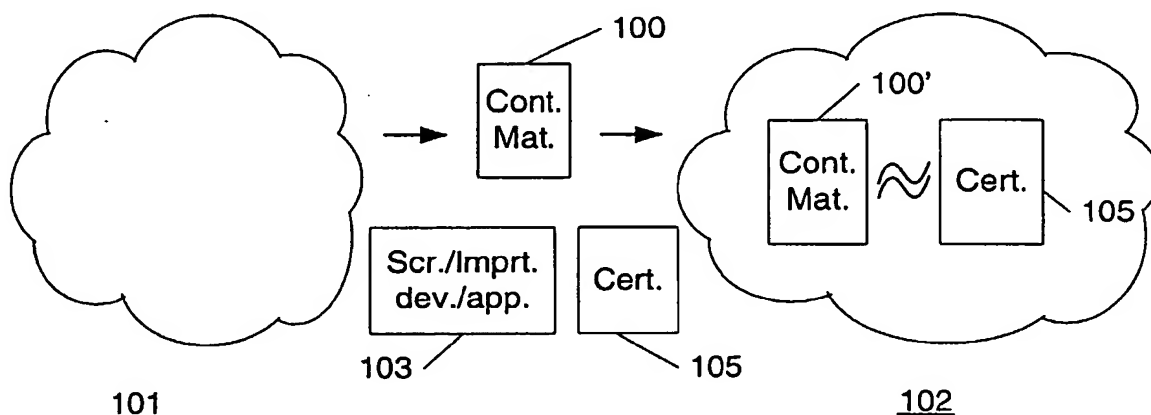 100
Cont.
Mat.
100'
Cont.
Mat.
Cert.
105
Scr./Imprt.
dev./app.
Cert.
103
105
101
102